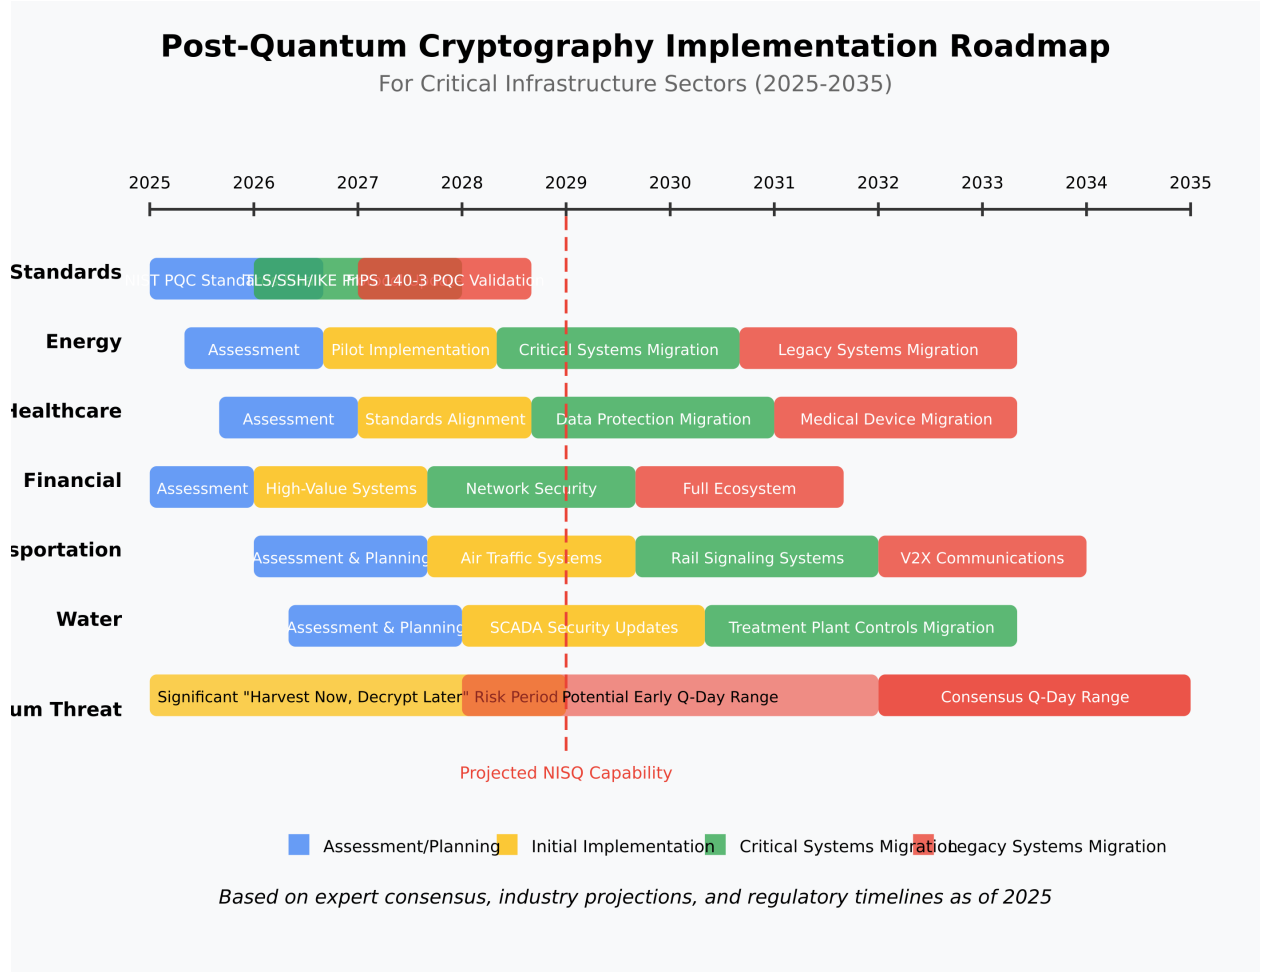 Post-Quantum Cryptography Implementation Roadmap
For Critical Infrastructure Sectors (2025-2035)
2025 2026 2027 2028 2029 2030 2031 2032 2033 2034 2035
Standards PQC TLS/SSH/IKE FIPS 140-3 PQC Validation
Energy Assessment Pilot Implementation Critical Systems Migration Legacy Systems Migration
Healthcare Assessment Standards Alignment Data Protection Migration Medical Device Migration
Financial Assessment High-Value Systems Network Security Full Ecosystem
sportation Assessment & Planning Air Traffic Systems Rail Signaling Systems V2X Communications
Water Assessment & Planning SCADA Security Updates Treatment Plant Controls Migration
um Threat Significant "Harvest Now, Decrypt Later" Risk Period Potential Early Q-Day Range Consensus Q-Day Range
Projected NISQ Capability
Assessment/Planning Initial Implementation Critical Systems Migration Legacy Systems Migration
Based on expert consensus, industry projections, and regulatory timelines as of 2025